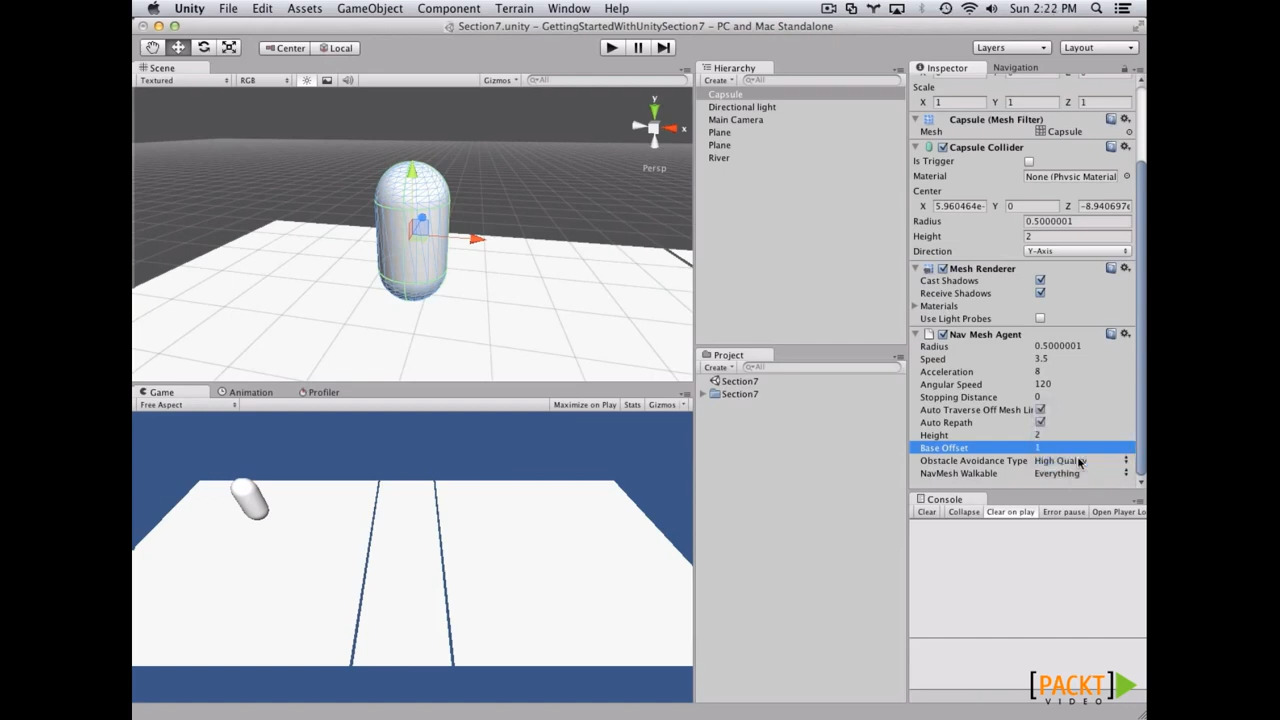 Unity File Edit Assets GameObject Component Terrain Window Help Sun 2:22 PM
Section7.unity - GettingStartedWithUnitySection7 - PC and Mac Standalone
Center Local Layers Layout
Scene
Textured RGB Gizmos All
y
x
Persp
Game Animation Profiler
Free Aspect Maximize on Play Stats Gizmos
Hierarchy
Create All
Capsule
Directional light
Main Camera
Plane
Plane
River
Project
Create All
Section7
Section7
Inspector Navigation
Scale
X 1 Y 1 Z 1
Capsule (Mesh Filter)
Mesh Capsule
Capsule Collider
Is Trigger
Material None (Physic Material
Center
X 5.960464e- Y 0 Z -8.940697e
Radius 0.5000001
Height 2
Direction Y-Axis
Mesh Renderer
Cast Shadows
Receive Shadows
Materials
Use Light Probes
Nav Mesh Agent
Radius 0.5000001
Speed 3.5
Acceleration 8
Angular Speed 120
Stopping Distance 0
Auto Traverse Off Mesh Li
Auto Repath
Height 2
Base Offset 1
Obstacle Avoidance Type High Quality
NavMesh Walkable Everything
Console
Clear Collapse Clear on play Error pause Open Player Lo
[PACKT]
VIDEO